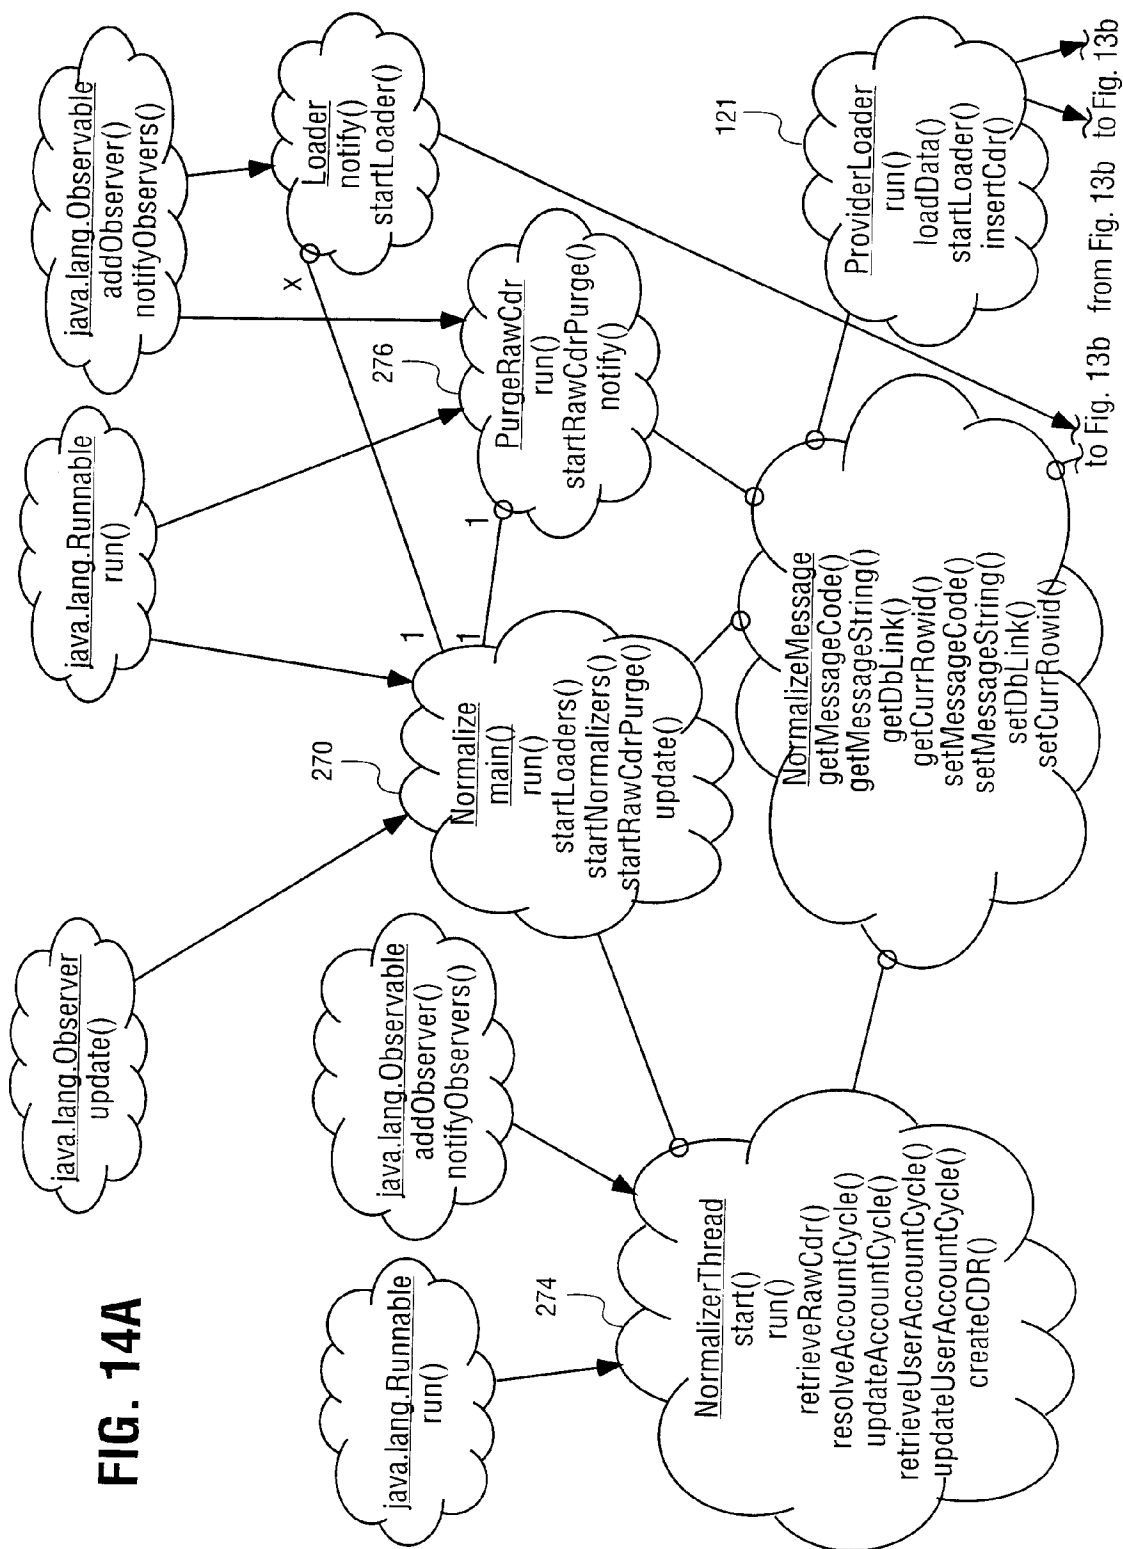 FIG. 14A
java.lang.Observer
update()
java.lang.Runnable
run()
java.lang.Observable
addObserver()
notifyObservers()
java.lang.Runnable
run()
java.lang.Observable
addObserver()
notifyObservers()
270
Normalize
main()
run()
startLoaders()
startNormalizers()
startRawCdrPurge()
update()
1
1
1
x
276
PurgeRawCdr
run()
startRawCdrPurge()
notify()
Loader
notify()
startLoader()
274
NormalizerThread
start()
run()
retrieveRawCdr()
resolveAccountCycle()
updateAccountCycle()
retrieveUserAccountCycle()
updateUserAccountCycle()
createCDR()
NormalizeMessage
getMessageCode()
getMessageString()
getDbLink()
getCurrRowid()
setMessageCode()
setMessageString()
setDbLink()
setCurrRowid()
121
ProviderLoader
run()
loadData()
startLoader()
insertCdr()
to Fig. 13b
from Fig. 13b
to Fig. 13b